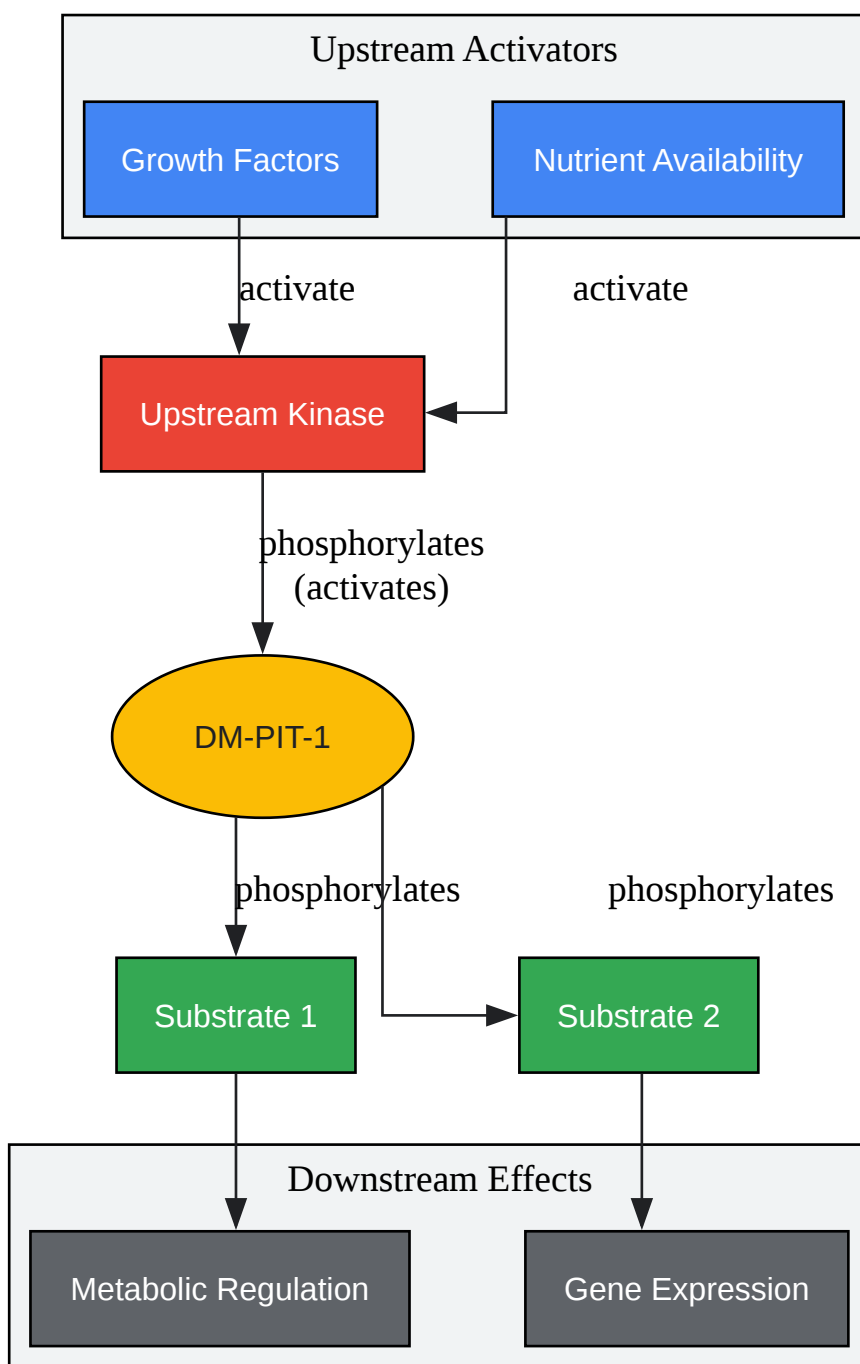 Upstream Activators
Growth Factors
Nutrient Availability
activate
activate
Upstream Kinase
phosphorylates
(activates)
DM-PIT-1
phosphorylates
phosphorylates
Substrate 1
Substrate 2
Downstream Effects
Metabolic Regulation
Gene Expression